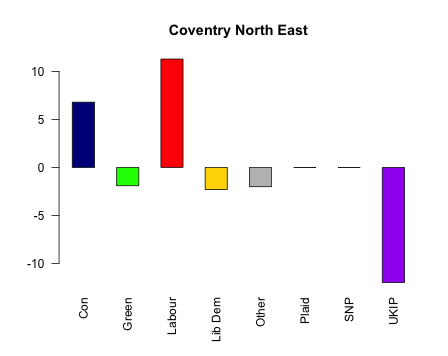 Coventry North East
10
5
0
-5
-10
Con
Green
Labour
Lib Dem
Other
Plaid
SNP
UKIP